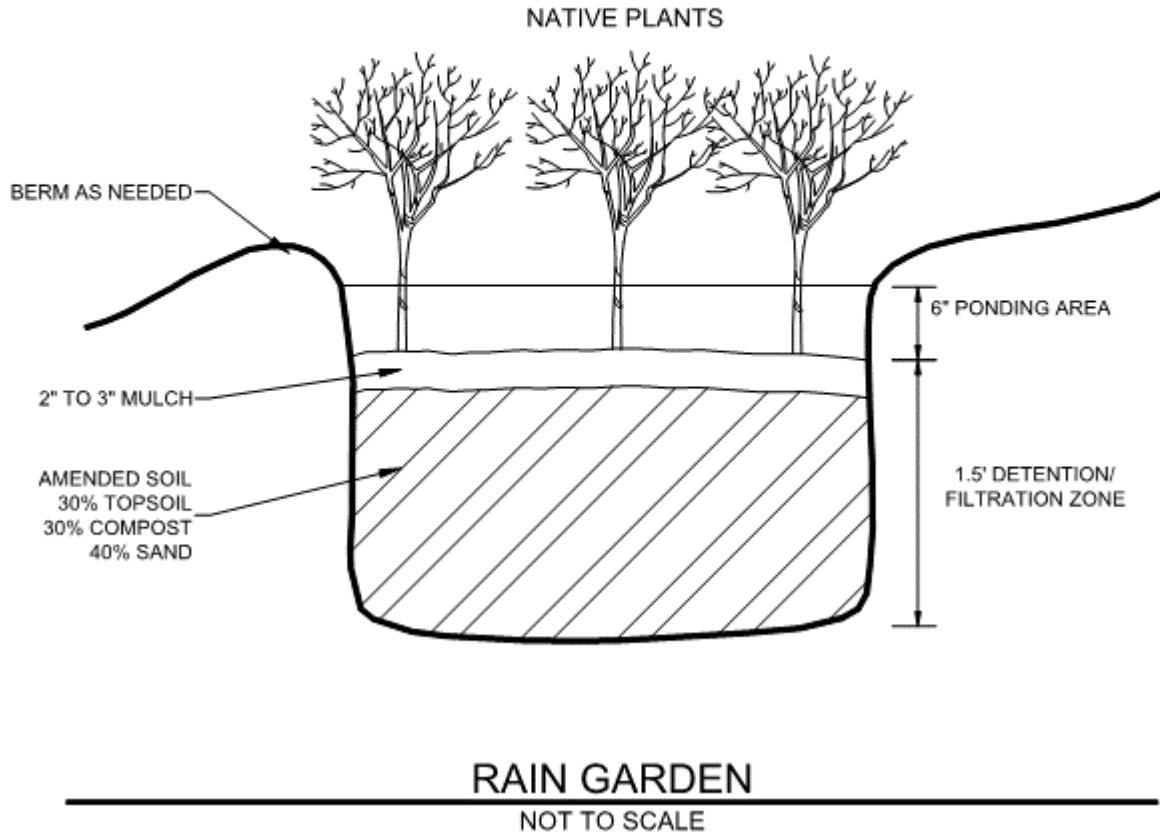 NATIVE PLANTS
BERM AS NEEDED
6" PONDING AREA
2" TO 3" MULCH
AMENDED SOIL
30% TOPSOIL
30% COMPOST
40% SAND
1.5' DETENTION/
FILTRATION ZONE
RAIN GARDEN
NOT TO SCALE